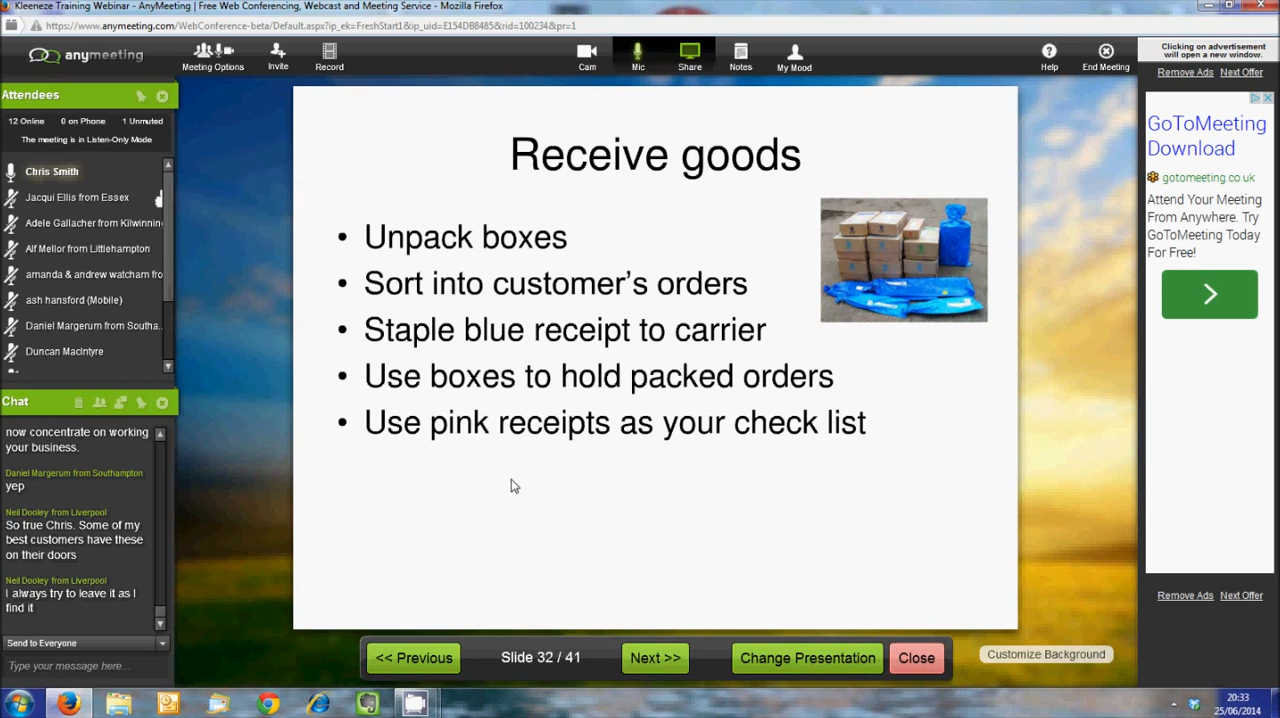 Kleeneze Training Webinar - AnyMeeting | Free Web Conferencing, Webcast and Meeting Service - Mozilla Firefox
https://www.anymeeting.com/WebConference-beta/Default.aspx?ip_ek=FreshStart1&ip_uid=E154DB8485&rid=100234&pr=1
anymeeting
Meeting Options
Invite
Record
Cam
Mic
Share
Notes
My Mood
Help
End Meeting
Clicking on advertisement
will open a new window.
Remove Ads Next Offer
Attendees
12 Online 0 on Phone 1 Unmuted
The meeting is in Listen-Only Mode
Chris Smith
Jacqui Ellis from Essex
Adele Gallacher from Kilwinnin
Alf Mellor from Littlehampton
amanda & andrew watcham fro
ash hansford (Mobile)
Daniel Margerum from Southa...
Duncan MacIntyre
Chat
now concentrate on working
your business.
Daniel Margerum from Southampton
yep
Neil Dooley from Liverpool
So true Chris. Some of my
best customers have these
on their doors
Neil Dooley from Liverpool
I always try to leave it as I
find it
Send to Everyone
Type your message here...
Receive goods
• Unpack boxes
• Sort into customer’s orders
• Staple blue receipt to carrier
• Use boxes to hold packed orders
• Use pink receipts as your check list
<< Previous
Slide 32 / 41
Next >>
Change Presentation
Close
Customize Background
GoToMeeting
Download
gotomeeting.co.uk
Attend Your Meeting
From Anywhere. Try
GoToMeeting Today
For Free!
Remove Ads Next Offer
20:33
25/06/2014